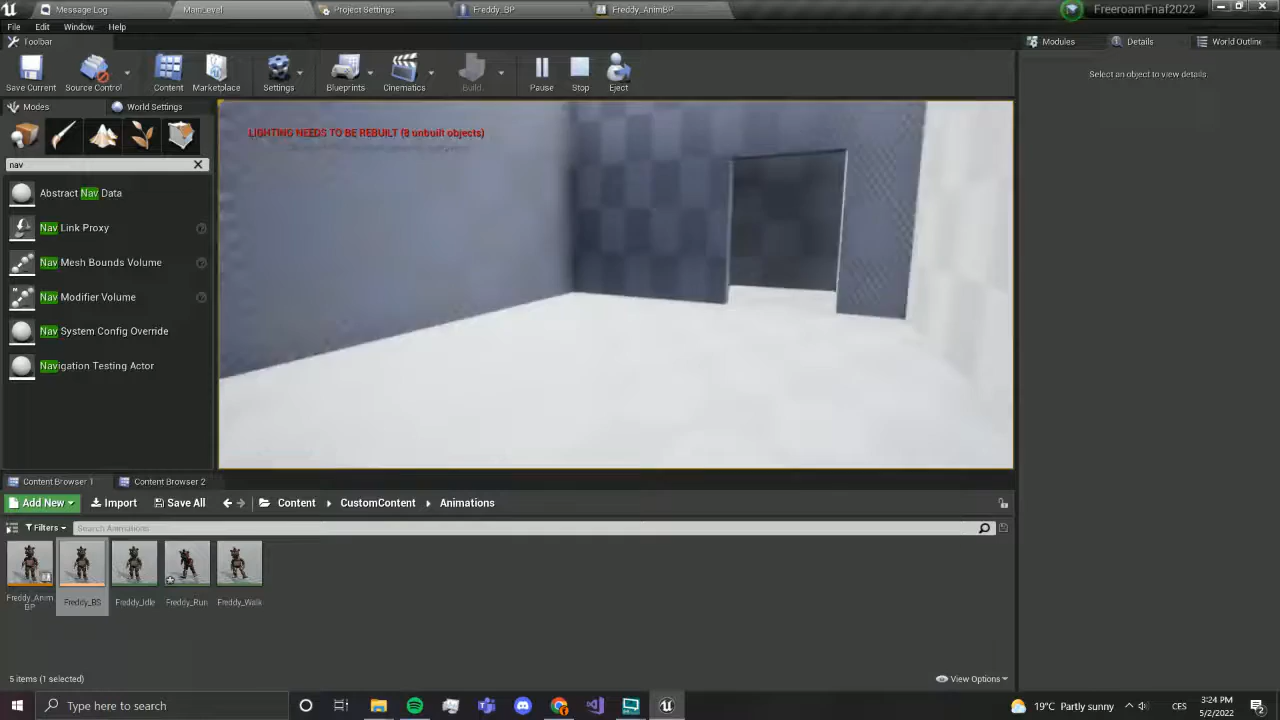 Message Log
MainLevel
Project Settings
Freddy_BP
Freddy_AnimBP
FreeroamFnaf2022
File Edit Window Help
Toolbar
Modules
Details
World Outline
Save Current
Source Control
Content
Marketplace
Settings
Blueprints
Cinematics
Build
Pause
Stop
Eject
Select an object to view details.
Modes
World Settings
LIGHTING NEEDS TO BE REBUILT (8 unbuilt objects)
nav
Abstract Nav Data
Nav Link Proxy
Nav Mesh Bounds Volume
Nav Modifier Volume
Nav System Config Override
Navigation Testing Actor
Content Browser 1
Content Browser 2
Add New
Import
Save All
Content
CustomContent
Animations
Filters
Search Animations
Freddy_Anim
BP
Freddy_BS
Freddy_Idle
Freddy_Run
Freddy_Walk
5 items (1 selected)
View Options
Type here to search
19°C Partly sunny
CES
3:24 PM
5/2/2022
2